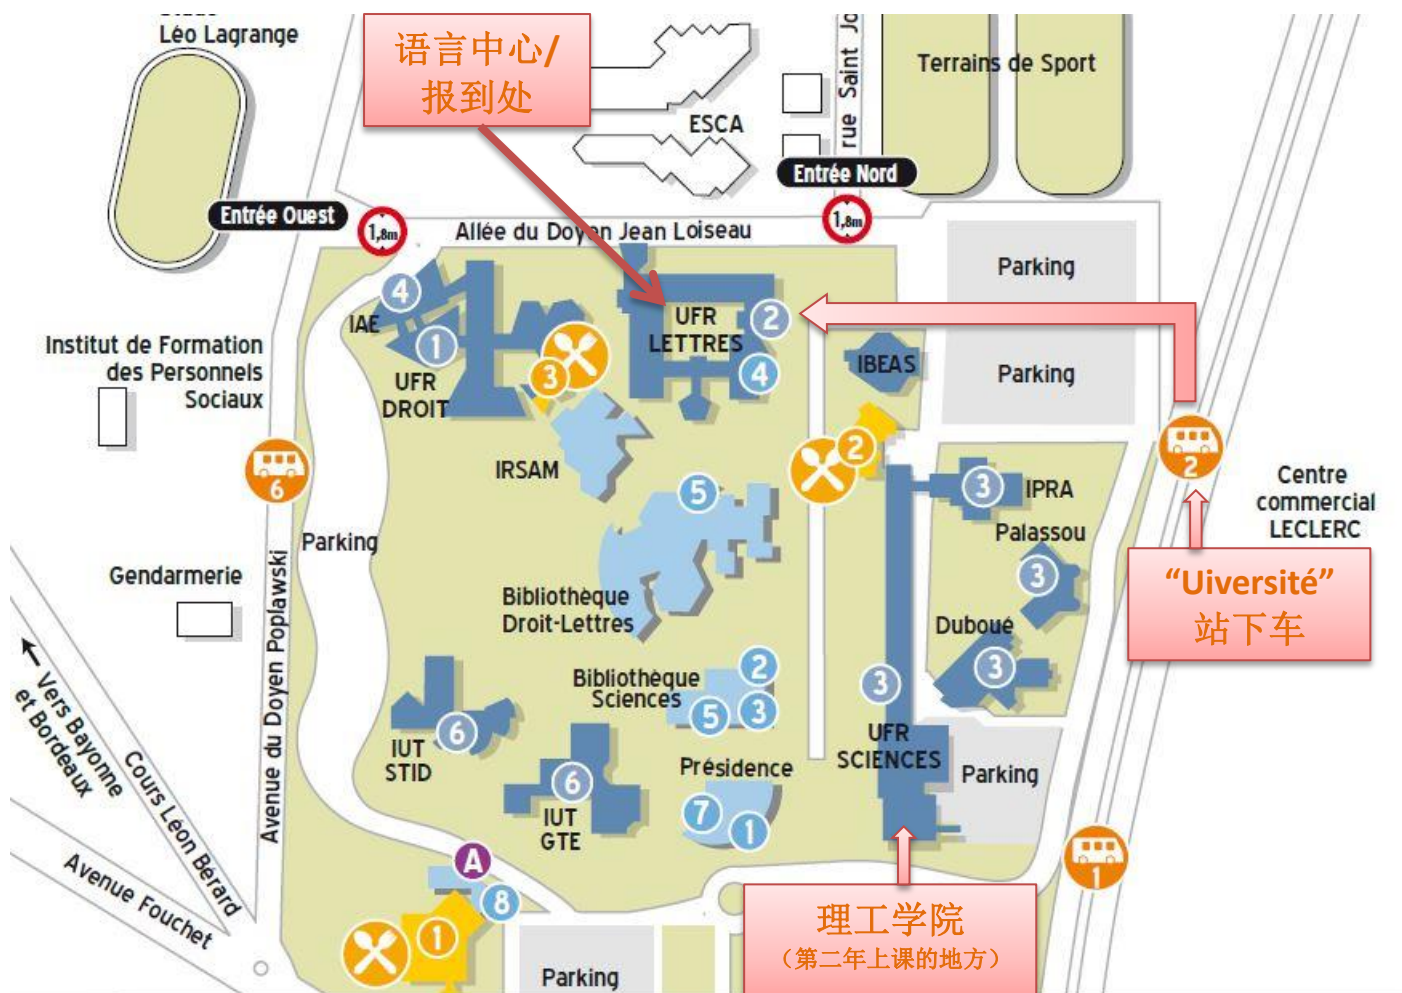 Léo Lagrange
语言中心/
报到处
ESCA
rue Saint Jo
Terrains de Sport
Entrée Nord
1,8m
Entrée Ouest
1,8m
Allée du Doyen Jean Loiseau
Parking
4
IAE
1
UFR
DROIT
3
UFR
LETTRES
2
4
IBEAS
Parking
Institut de Formation
des Personnels
Sociaux
6
IRSAM
2
2
5
3
IPRA
Centre
commercial
LECLERC
Palassou
3
Parking
Gendarmerie
Avenue du Doyen Poplawski
Bibliothèque
Droit-Lettres
“Uiversité”
站下车
Duboué
3
Vers Bayonne
et Bordeaux
Cours Léon Bérard
Avenue Fouchet
Bibliothèque
Sciences
2
5
3
3
IUT
STID
6
UFR
SCIENCES
Parking
6
IUT
GTE
Présidence
7
1
1
A
8
1
理工学院
（第二年上课的地方）
Parking